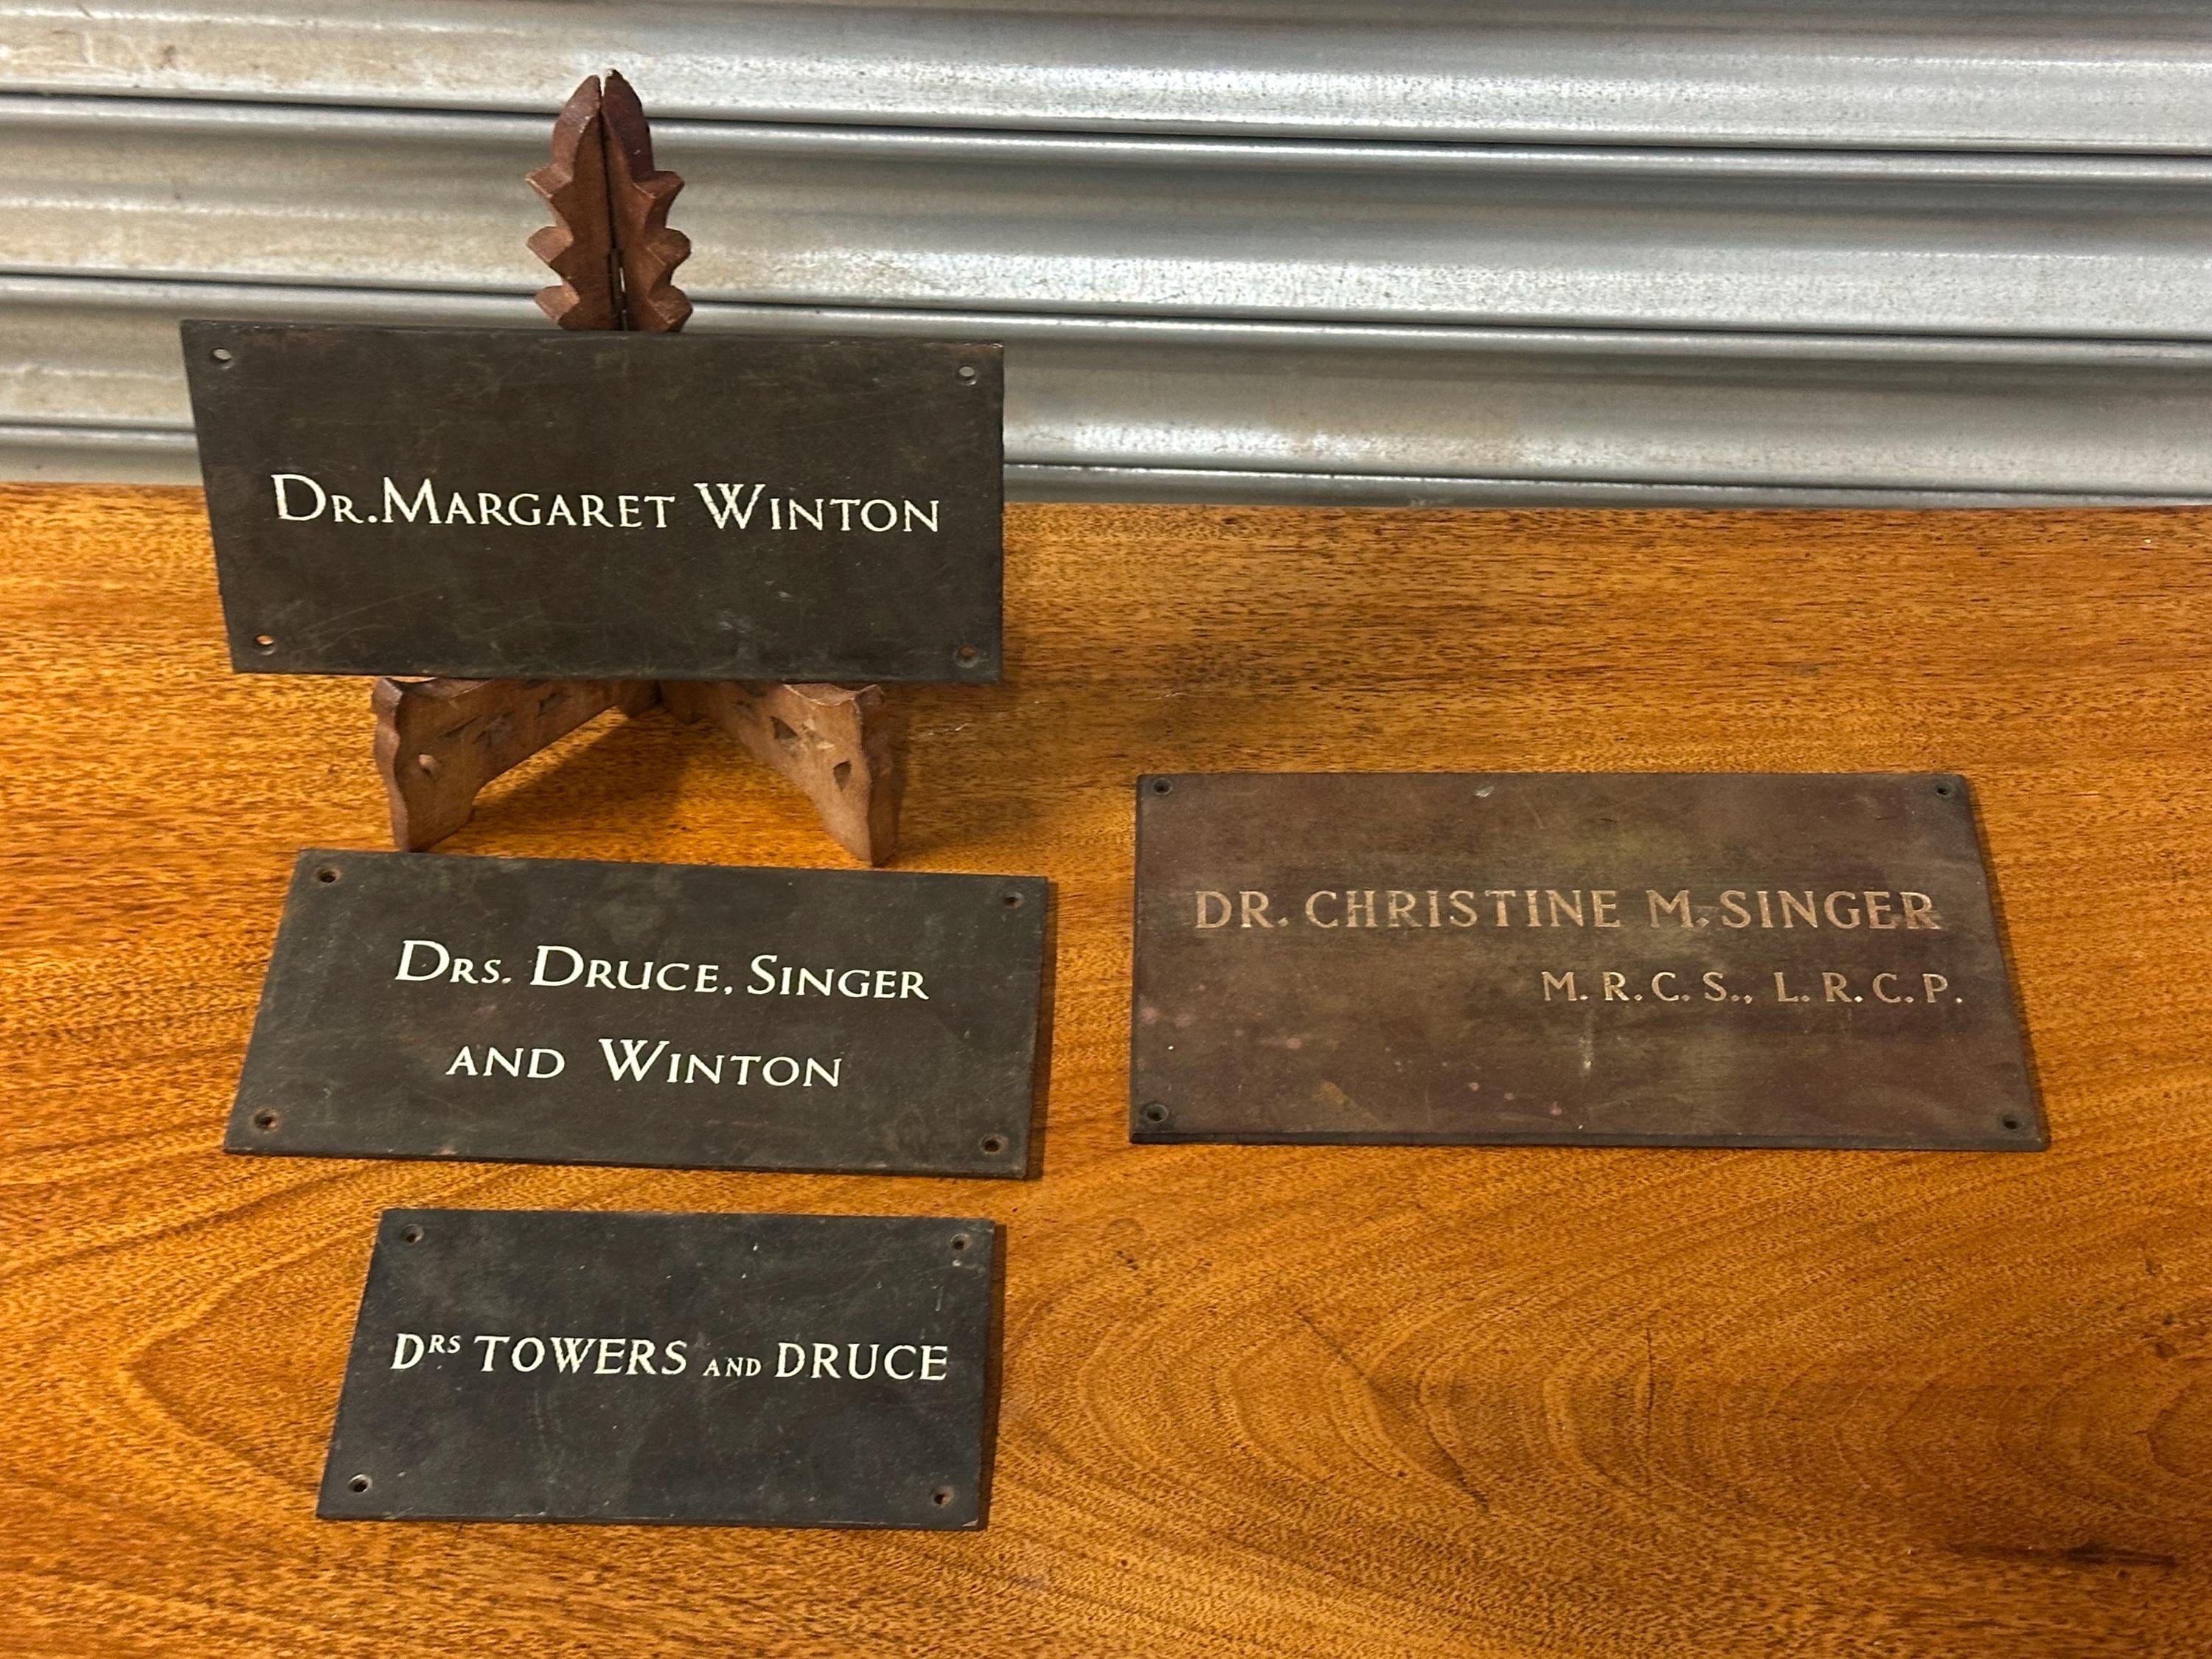 DR.MARGARET WINTON
DRS. DRUCE, SINGER
AND WINTON
DRS TOWERS AND DRUCE
DR. CHRISTINE M. SINGER
M. R. C. S., L. R. C. P.